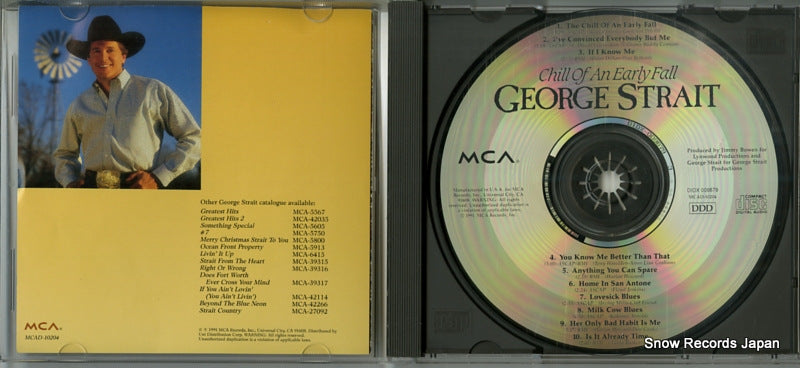 Other George Strait catalogue available:
Greatest Hits MCA-5567
Greatest Hits 2 MCA-42035
Something Special MCA-5605
#7 MCA-5750
Merry Christmas Strait To You MCA-5800
Ocean Front Property MCA-5913
Livin' It Up MCA-6415
Strait From The Heart MCA-39315
Right Or Wrong MCA-39316
Does Fort Worth
Ever Cross Your Mind MCA-39317
If You Ain't Lovin'
(You Ain't Livin') MCA-42114
Beyond The Blue Neon MCA-42266
Strait Country MCA-27092
MCA
MCAD-10204
1. The Chill Of An Early Fall
2. I've Convinced Everybody But Me
3. If I Know Me
Chill Of An Early Fall
GEORGE STRAIT
MCA
Produced by Jimmy Bowen for
Lynwood Productions and
George Strait for George Strait
Productions
DDD
COMPACT
disc
DIGITAL AUDIO
4. You Know Me Better Than That
5. Anything You Can Spare
6. Home In San Antone
7. Lovesick Blues
8. Milk Cow Blues
9. Her Only Bad Habit Is Me
10. Is It Already Time
Snow Records Japan